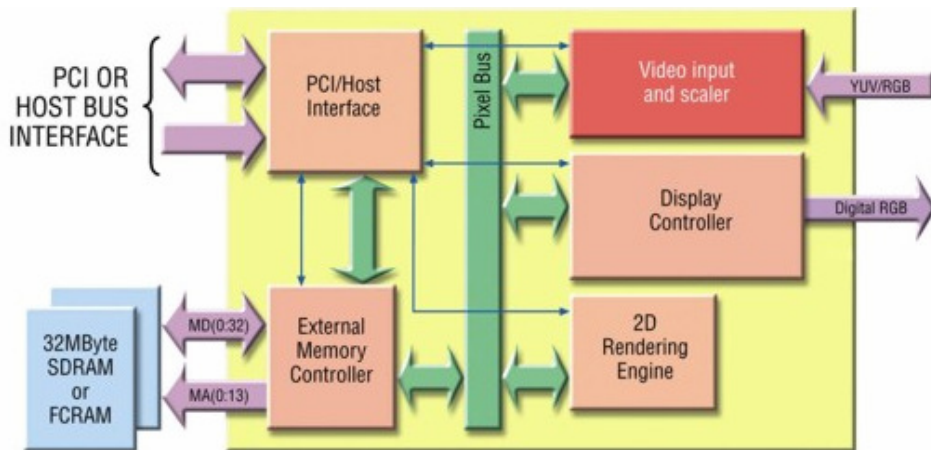 PCI OR
HOST BUS
INTERFACE
PCI/Host
Interface
Pixel Bus
Video input
and scaler
YUV/RGB
Display
Controller
Digital RGB
32MByte
SDRAM
or
FCRAM
MD(0:32)
MA(0:13)
External
Memory
Controller
2D
Rendering
Engine